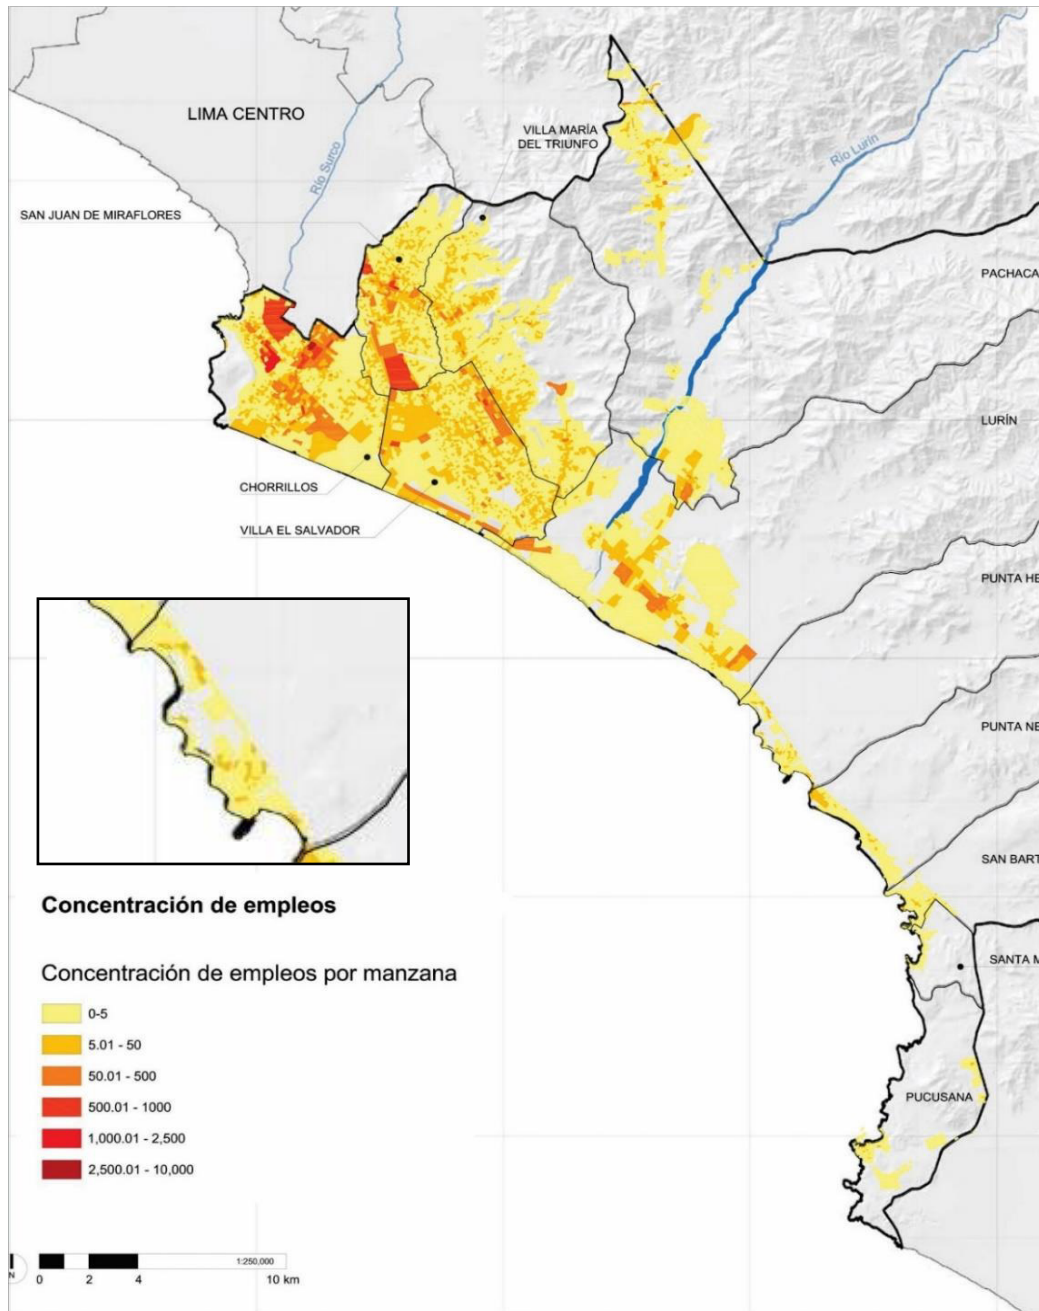 LIMA CENTRO
Río Surco
VILLA MARÍA
DEL TRIUNFO
Río Lurín
SAN JUAN DE MIRAFLORES
PACHACA
LURÍN
CHORRILLOS
VILLA EL SALVADOR
PUNTA HE
PUNTA NE
SAN BART
SANTA M
PUCUSANA
Concentración de empleos
Concentración de empleos por manzana
0-5
5.01 - 50
50.01 - 500
500.01 - 1000
1,000.01 - 2,500
2,500.01 - 10,000
N
1:250,000
0 2 4 10 km